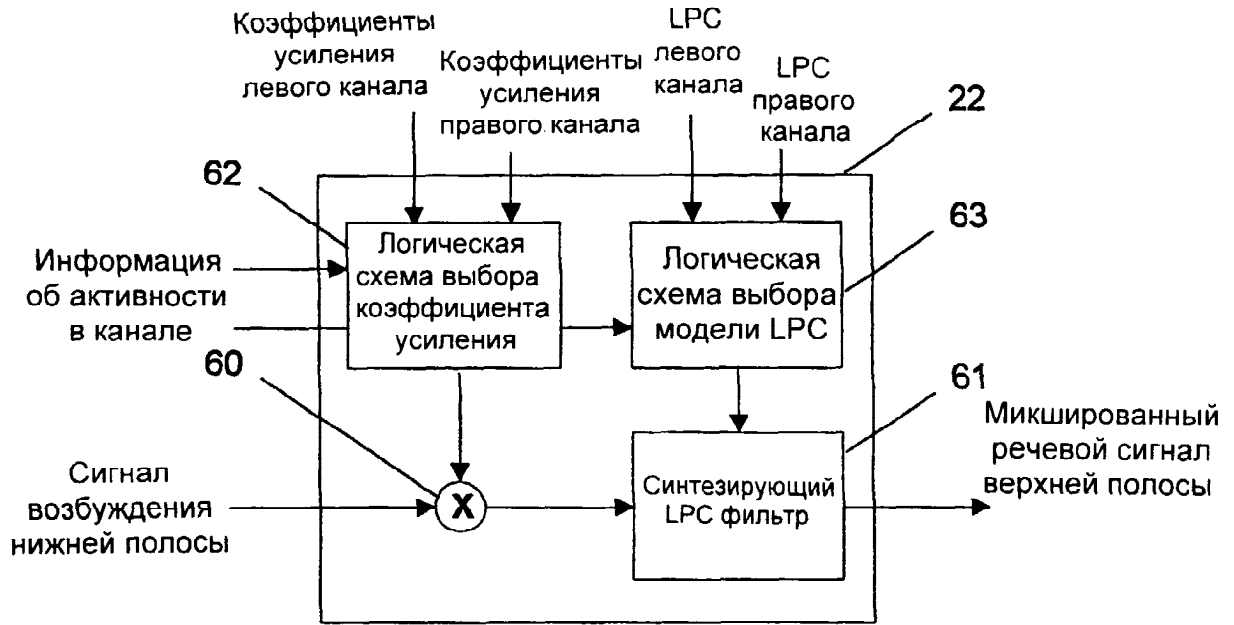 Коэффициенты
усиления
левого канала
Коэффициенты
усиления
правого канала
LPC
левого
канала
LPC
правого
канала
22
62
63
Информация
об активности
в канале
Логическая
схема выбора
коэффициента
усиления
Логическая
схема выбора
модели LPC
60
61
Сигнал
возбуждения
нижней полосы
X
Синтезирующий
LPC фильтр
Микшированный
речевой сигнал
верхней полосы